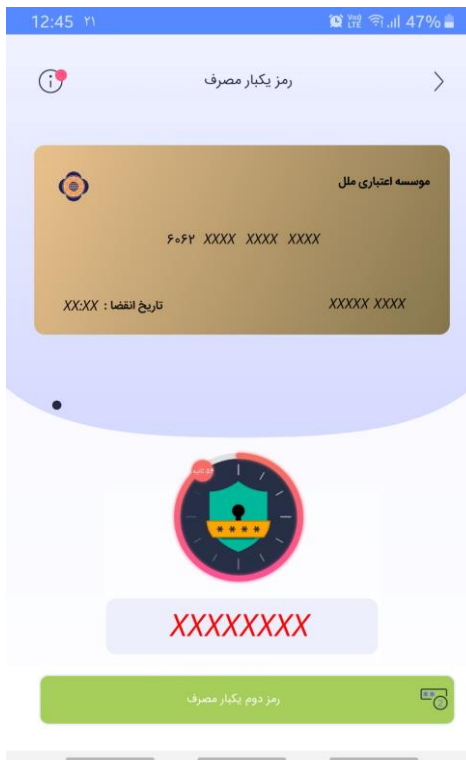 12:45 ۲۱ 47%
رمز یکبار مصرف
موسسه اعتباری ملل
۶۰۶۲ XXXX XXXX XXXX
XXXXX XXXX
تاریخ انقضا : XX:XX
* * * *
XXXXXXXX
رمز دوم یکبار مصرف